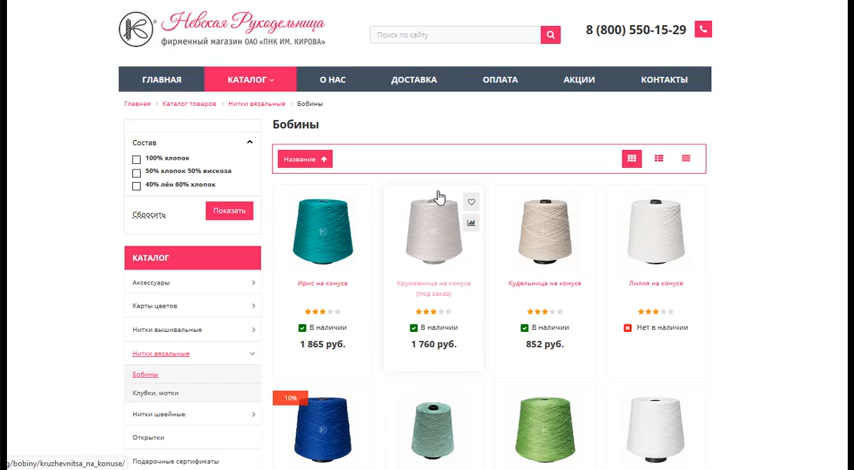 Невская Рукодельница
фирменный магазин ОАО «ПНК ИМ. КИРОВА»
Поиск по сайту
8 (800) 550-15-29
ГЛАВНАЯ
КАТАЛОГ
О НАС
ДОСТАВКА
ОПЛАТА
АКЦИИ
КОНТАКТЫ
Главная
Каталог товаров
Нитки вязальные
Бобины
Бобины
Состав
100% хлопок
50% хлопок 50% вискоза
40% лён 60% хлопок
Сбросить
Показать
Название
КАТАЛОГ
Аксессуары
Карты цветов
Нитки вышивальные
Нитки вязальные
Бобины
Клубки, мотки
Нитки швейные
Открытки
Подарочные сертификаты
Ирис на конусе
В наличии
1 865 руб.
Кружевница на конусе
(под заказ)
В наличии
1 760 руб.
Кудельница на конусе
В наличии
852 руб.
Лилия на конусе
Нет в наличии
10%
g/bobiny/kruzhevnitsa_na_konuse/